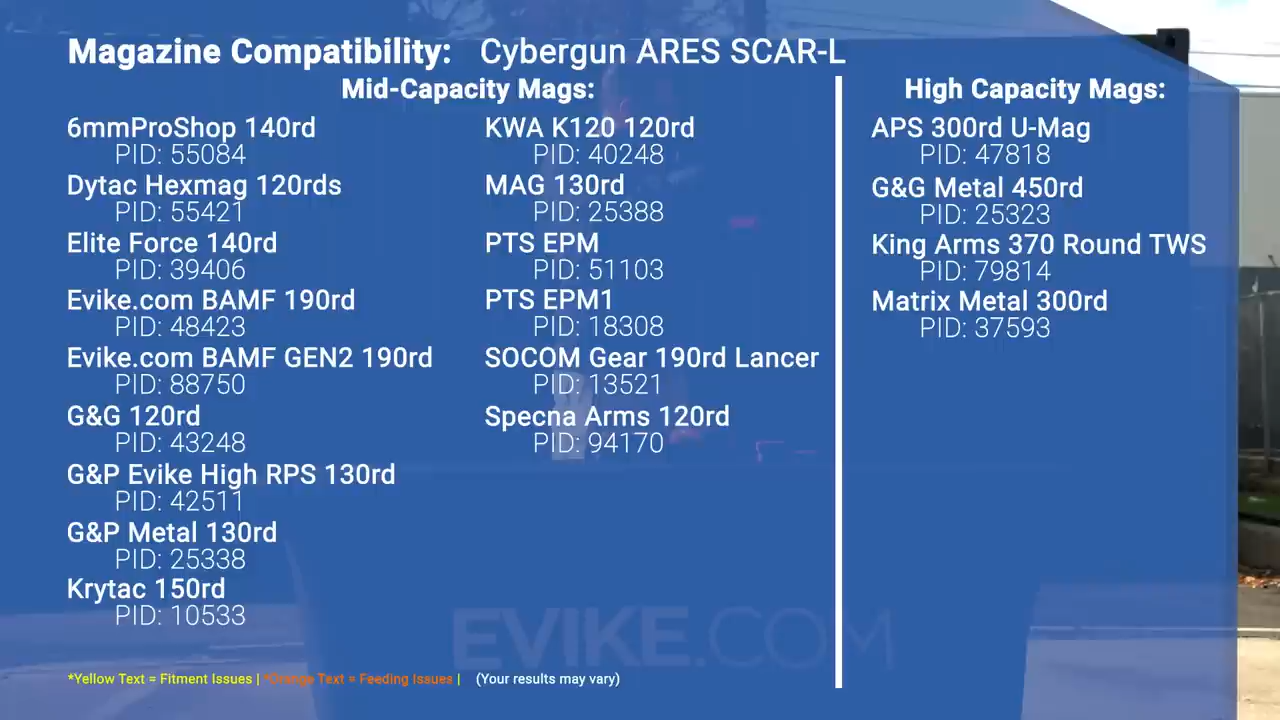 Magazine Compatibility: Cybergun ARES SCAR-L
Mid-Capacity Mags:
6mmProShop 140rd
PID: 55084
Dytac Hexmag 120rds
PID: 55421
Elite Force 140rd
PID: 39406
Evike.com BAMF 190rd
PID: 48423
Evike.com BAMF GEN2 190rd
PID: 88750
G&G 120rd
PID: 43248
G&P Evike High RPS 130rd
PID: 42511
G&P Metal 130rd
PID: 25338
Krytac 150rd
PID: 10533
KWA K120 120rd
PID: 40248
MAG 130rd
PID: 25388
PTS EPM
PID: 51103
PTS EPM1
PID: 18308
SOCOM Gear 190rd Lancer
PID: 13521
Specna Arms 120rd
PID: 94170
High Capacity Mags:
APS 300rd U-Mag
PID: 47818
G&G Metal 450rd
PID: 25323
King Arms 370 Round TWS
PID: 79814
Matrix Metal 300rd
PID: 37593
EVIKE.COM
*Yellow Text = Fitment Issues | *Orange Text = Feeding Issues | (Your results may vary)